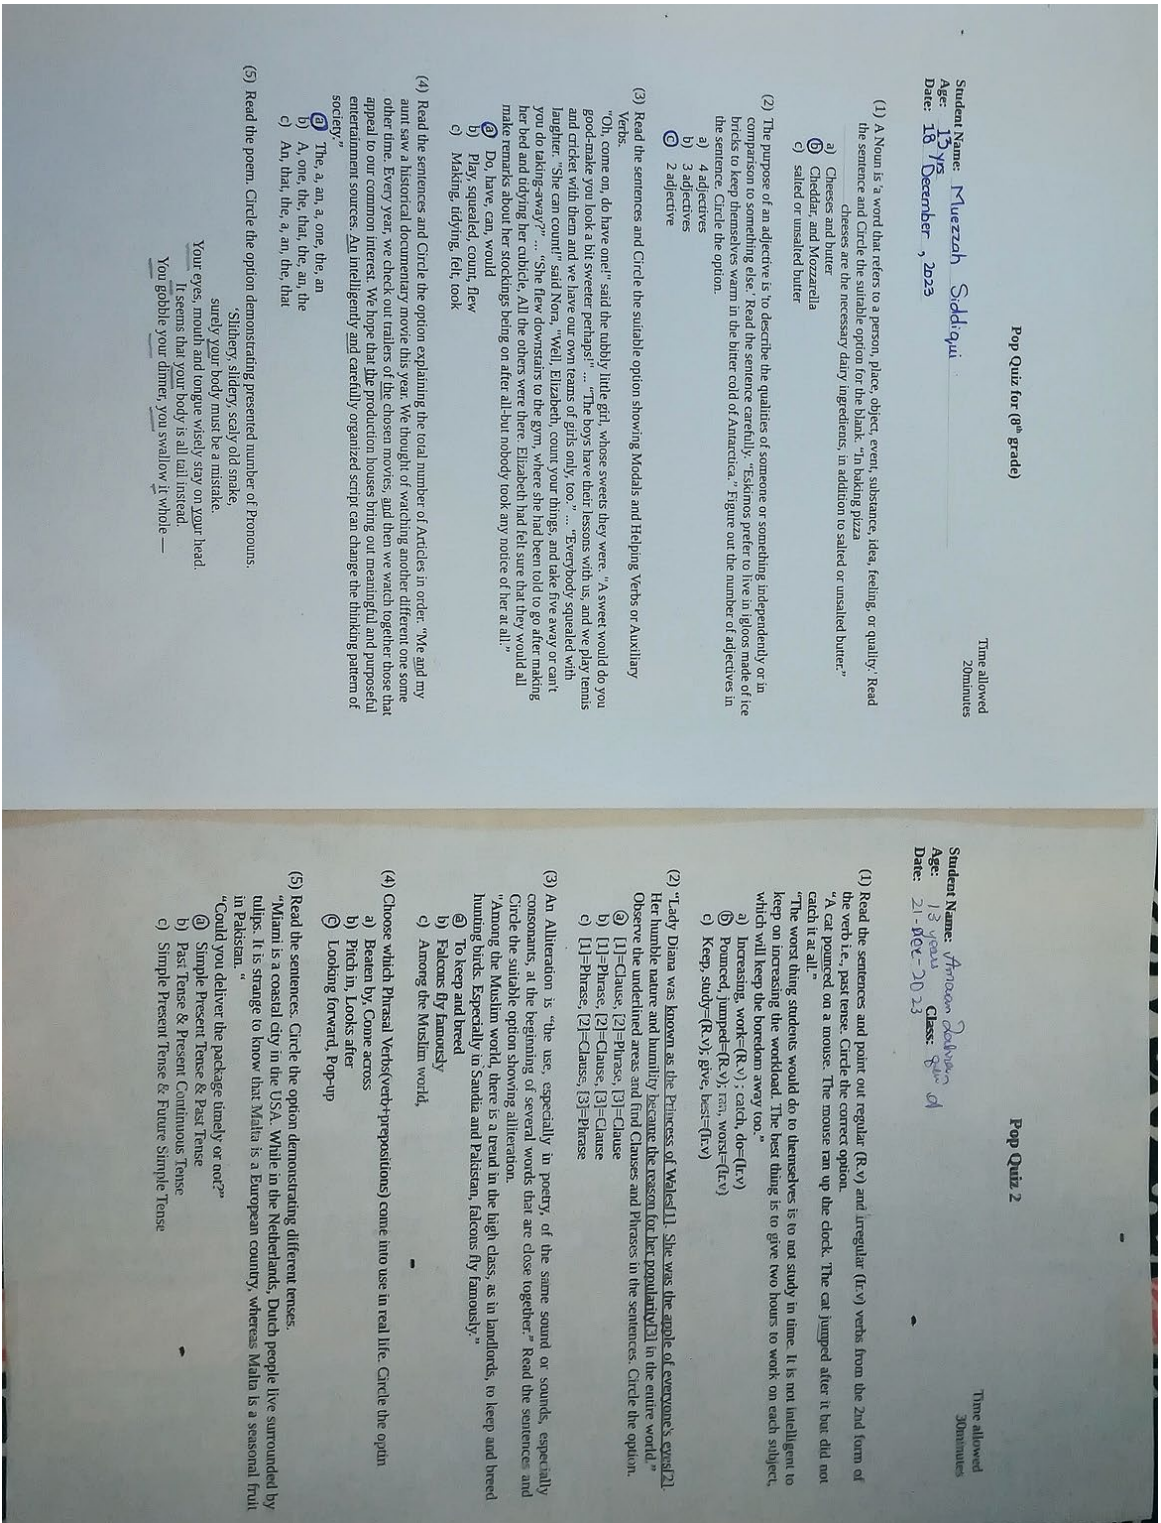 Pop Quiz for (8th grade)
Time allowed
20minutes
Student Name: Muezzah Siddiqui
Age: 13 yrs
Date: 18 December, 2023
(1) A Noun is 'a word that refers to a person, place, object, event, substance, idea, feeling, or quality.' Read
the sentence and Circle the suitable option for the blank. "In baking pizza
________ cheeses are the necessary dairy ingredients, in addition to salted or unsalted butter."
a) Cheeses and butter
b) Cheddar, and Mozzarella
c) salted or unsalted butter
(2) The purpose of an adjective is 'to describe the qualities of someone or something independently or in
comparison to something else.' Read the sentence carefully. "Eskimos prefer to live in igloos made of ice
bricks to keep themselves warm in the bitter cold of Antarctica." Figure out the number of adjectives in
the sentence. Circle the option.
a) 4 adjectives
b) 3 adjectives
c) 2 adjective
(3) Read the sentences and Circle the suitable option showing Modals and Helping Verbs or Auxiliary
Verbs.
"Oh, come on, do have one!" said the tubbly little girl, whose sweets they were. "A sweet would do you
good-make you look a bit sweeter perhaps!" ... "The boys have their lessons with us, and we play tennis
and cricket with them and we have our own teams of girls only, too." ... "Everybody squealed with
laughter. "She can count!" said Nora, "Well, Elizabeth, count your things, and take five away or can't
you do taking-away?" ... "She flew downstairs to the gym, where she had been told to go after making
her bed and tidying her cubicle, All the others were there. Elizabeth had felt sure that they would all
make remarks about her stockings being on after all-but nobody took any notice of her at all."
a) Do, have, can, would
b) Play, squealed, count, flew
c) Making, tidying, felt, took
(4) Read the sentences and Circle the option explaining the total number of Articles in order. "Me and my
aunt saw a historical documentary movie this year. We thought of watching another different one some
other time. Every year, we check out trailers of the chosen movies, and then we watch together those that
appeal to our common interest. We hope that the production houses bring out meaningful and purposeful
entertainment sources. An intelligently and carefully organized script can change the thinking pattern of
society."
a) The, a, an, a, one, the, an
b) A, one, the, that, the, an, the
c) An, that, the, a, an, the, that
(5) Read the poem. Circle the option demonstrating presented number of Pronouns.
'Slithery, slidery, scaly old snake,
surely your body must be a mistake.
Your eyes, mouth and tongue wisely stay on your head.
It seems that your body is all tail instead.
You gobble your dinner, you swallow it whole —
Pop Quiz 2
Time allowed
30minutes
Student Name:
Age: 13 years Class:
Date: 21-dec-2023
(1) Read the sentences and point out regular (R.v) and irregular (Ir.v) verbs from the 2nd form of
the verb i.e., past tense. Circle the correct option.
"A cat pounced on a mouse. The mouse ran up the clock. The cat jumped after it but did not
catch it at all."
"The worst thing students would do to themselves is to not study in time. It is not intelligent to
keep on increasing the workload. The best thing is to give two hours to work on each subject,
which will keep the boredom away too."
a) Increasing, work=(R.v) ; catch, do=(Ir.v)
b) Pounced, jumped=(R.v); ran, worst=(Ir.v)
c) Keep, study=(R.v); give, best=(Ir.v)
(2) "Lady Diana was known as the Princess of Wales[1]. She was the apple of everyone's eyes[2].
Her humble nature and humility became the reason for her popularity[3] in the entire world."
Observe the underlined areas and find Clauses and Phrases in the sentences. Circle the option.
a) [1]=Clause, [2]=Phrase, [3]=Clause
b) [1]=Phrase, [2]=Clause, [3]=Clause
c) [1]=Phrase, [2]=Clause, [3]=Phrase
(3) An Alliteration is "the use, especially in poetry, of the same sound or sounds, especially
consonants, at the beginning of several words that are close together." Read the sentences and
Circle the suitable option showing alliteration.
"Among the Muslim world, there is a trend in the high class, as in landlords, to keep and breed
hunting birds. Especially in Saudia and Pakistan, falcons fly famously."
a) To keep and breed
b) Falcons fly famously
c) Among the Muslim world,
(4) Choose which Phrasal Verbs(verb+prepositions) come into use in real life. Circle the optin
a) Beaten by, Come across
b) Pitch in, Looks after
c) Looking forward, Pop-up
(5) Read the sentences. Circle the option demonstrating different tenses.
"Miami is a coastal city in the USA. While in the Netherlands, Dutch people live surrounded by
tulips. It is strange to know that Malta is a European country, whereas Malta is a seasonal fruit
in Pakistan. "
"Could you deliver the package timely or not?"
a) Simple Present Tense & Past Tense
b) Past Tense & Present Continuous Tense
c) Simple Present Tense & Future Simple Tense